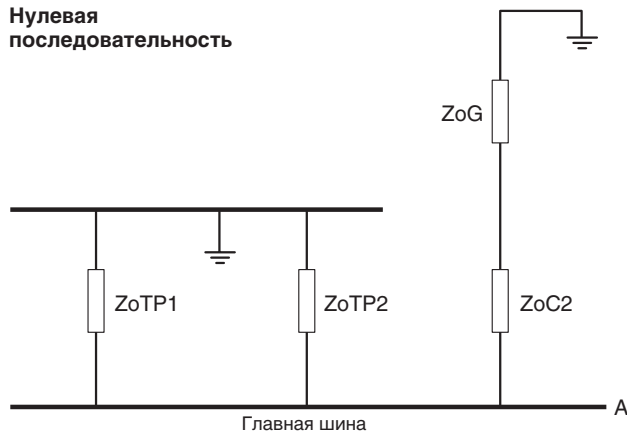 Нулевая
последовательность
ZoG
ZoTP1
ZoTP2
ZoC2
A
Главная шина